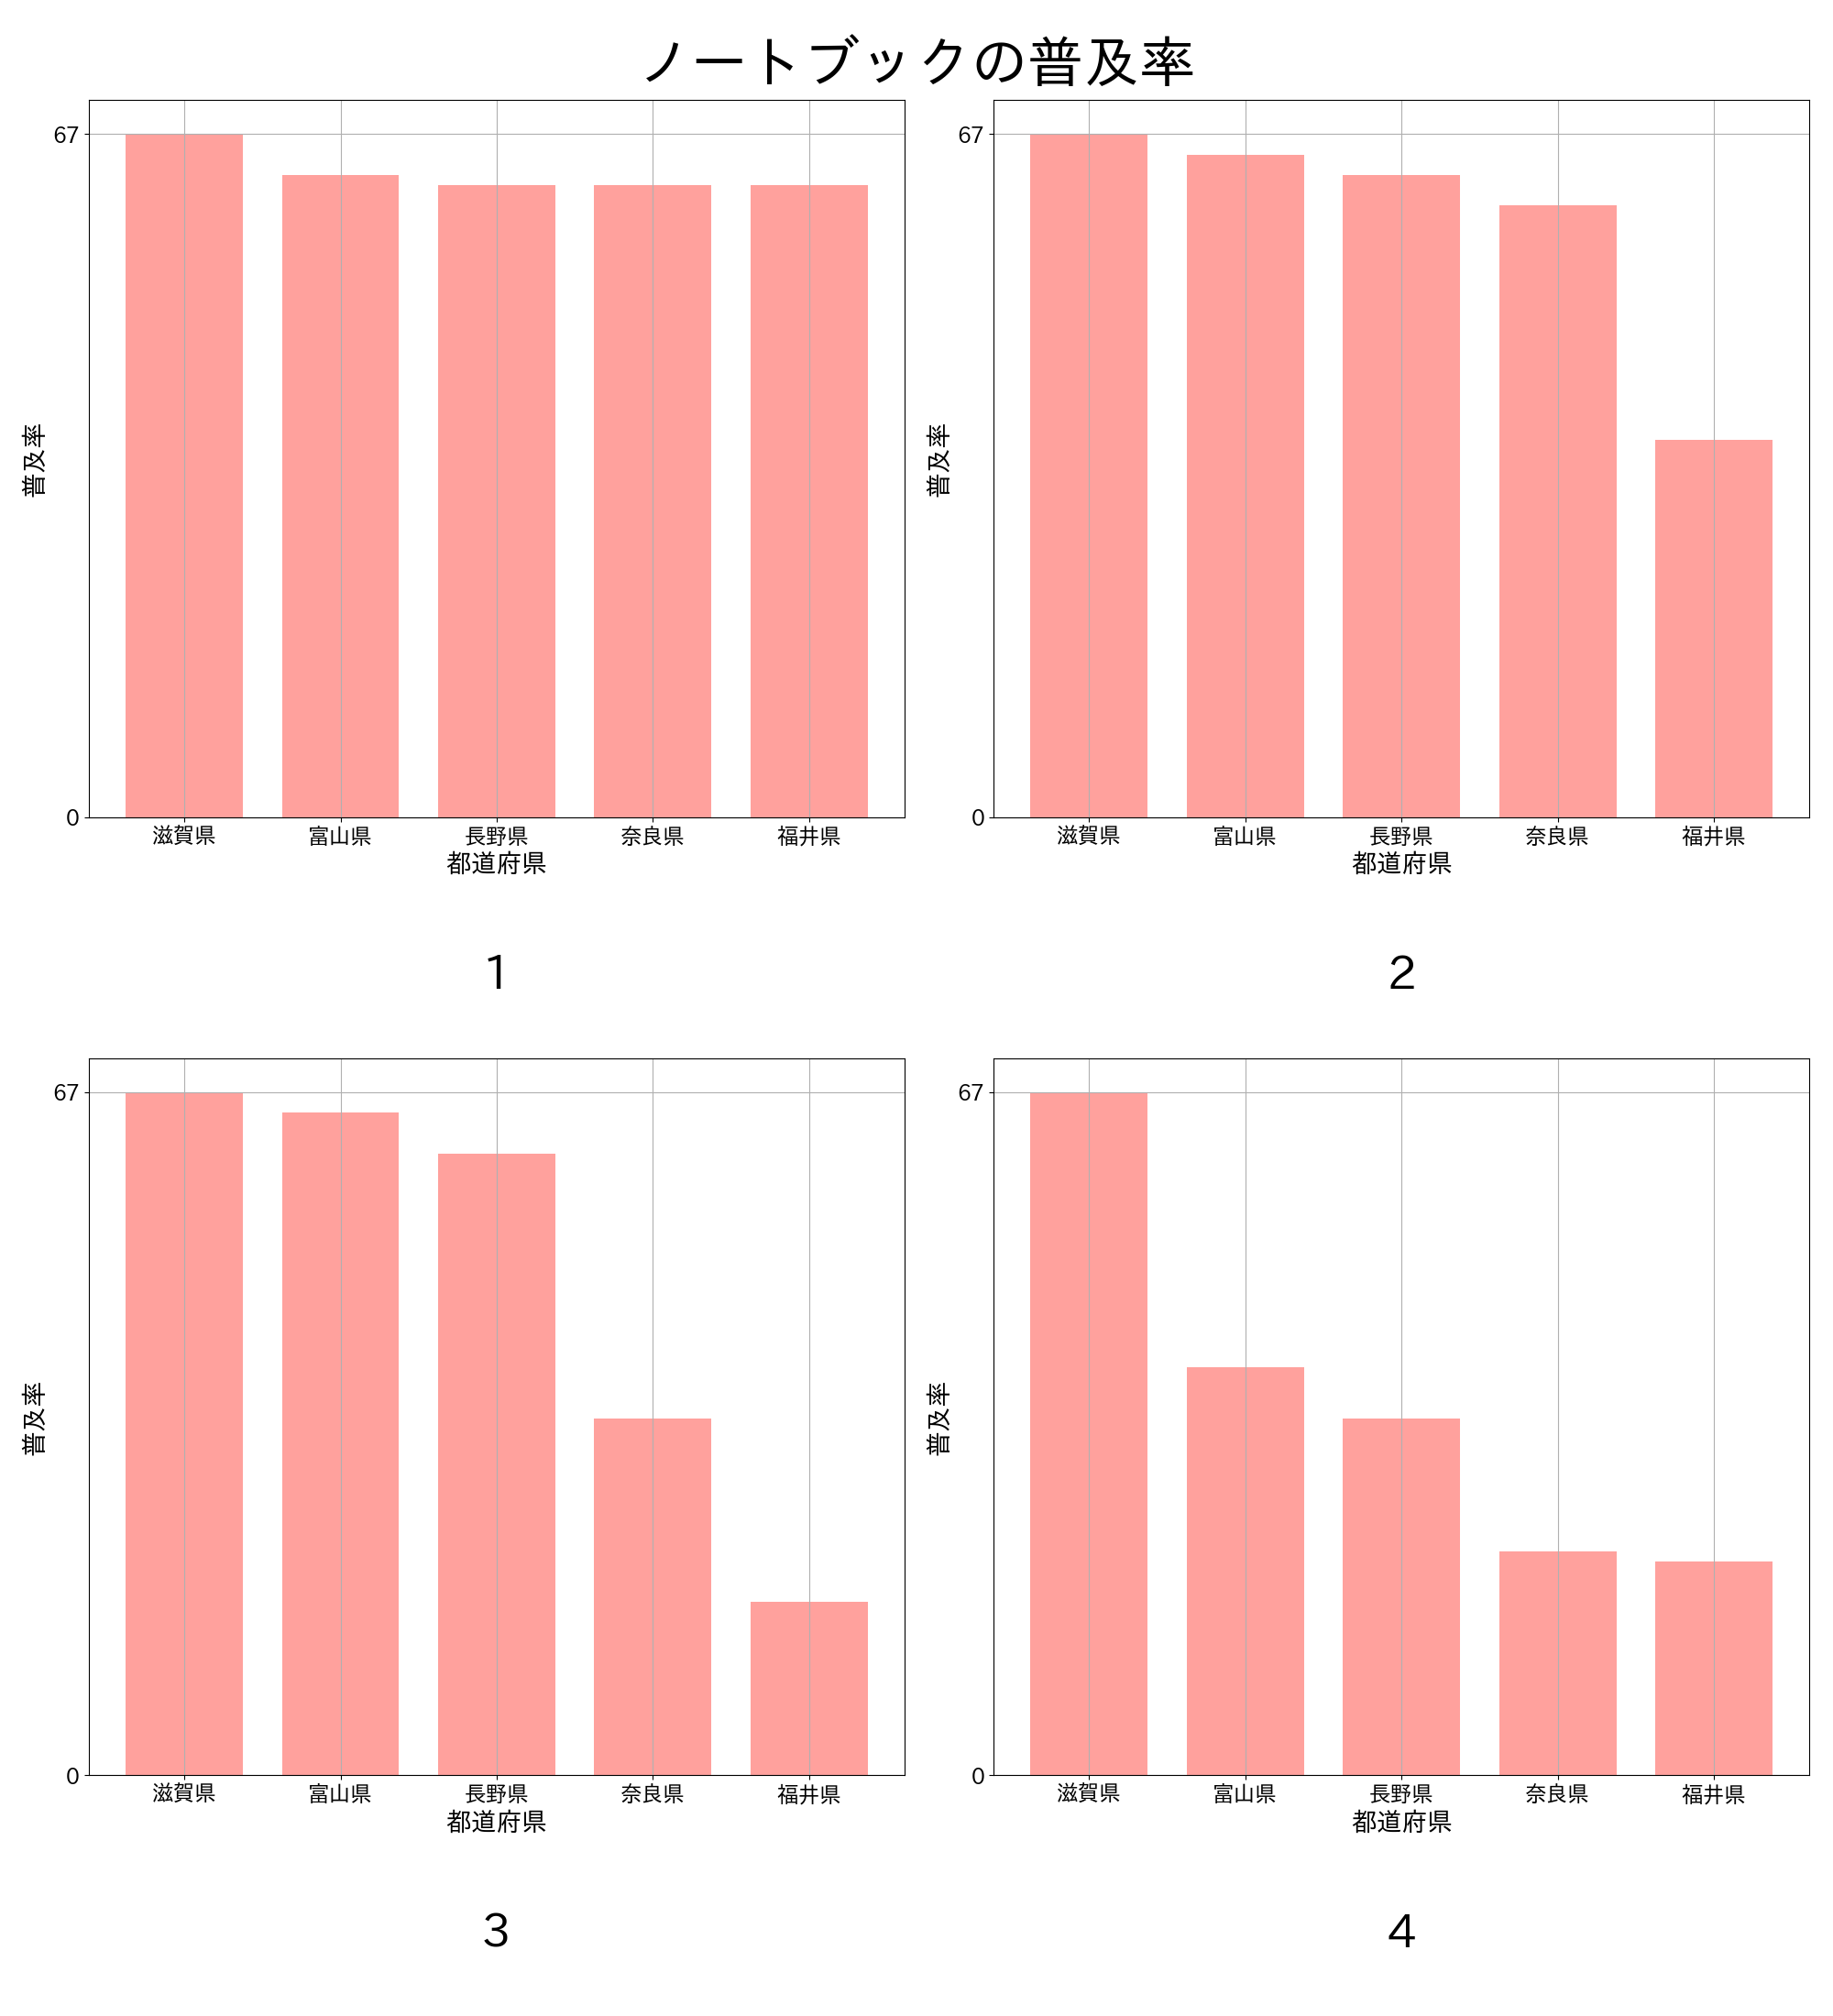 ノートブックの普及率
67
0
普及率
滋賀県 富山県 長野県 奈良県 福井県
都道府県
1
67
0
普及率
滋賀県 富山県 長野県 奈良県 福井県
都道府県
2
67
0
普及率
滋賀県 富山県 長野県 奈良県 福井県
都道府県
3
67
0
普及率
滋賀県 富山県 長野県 奈良県 福井県
都道府県
4